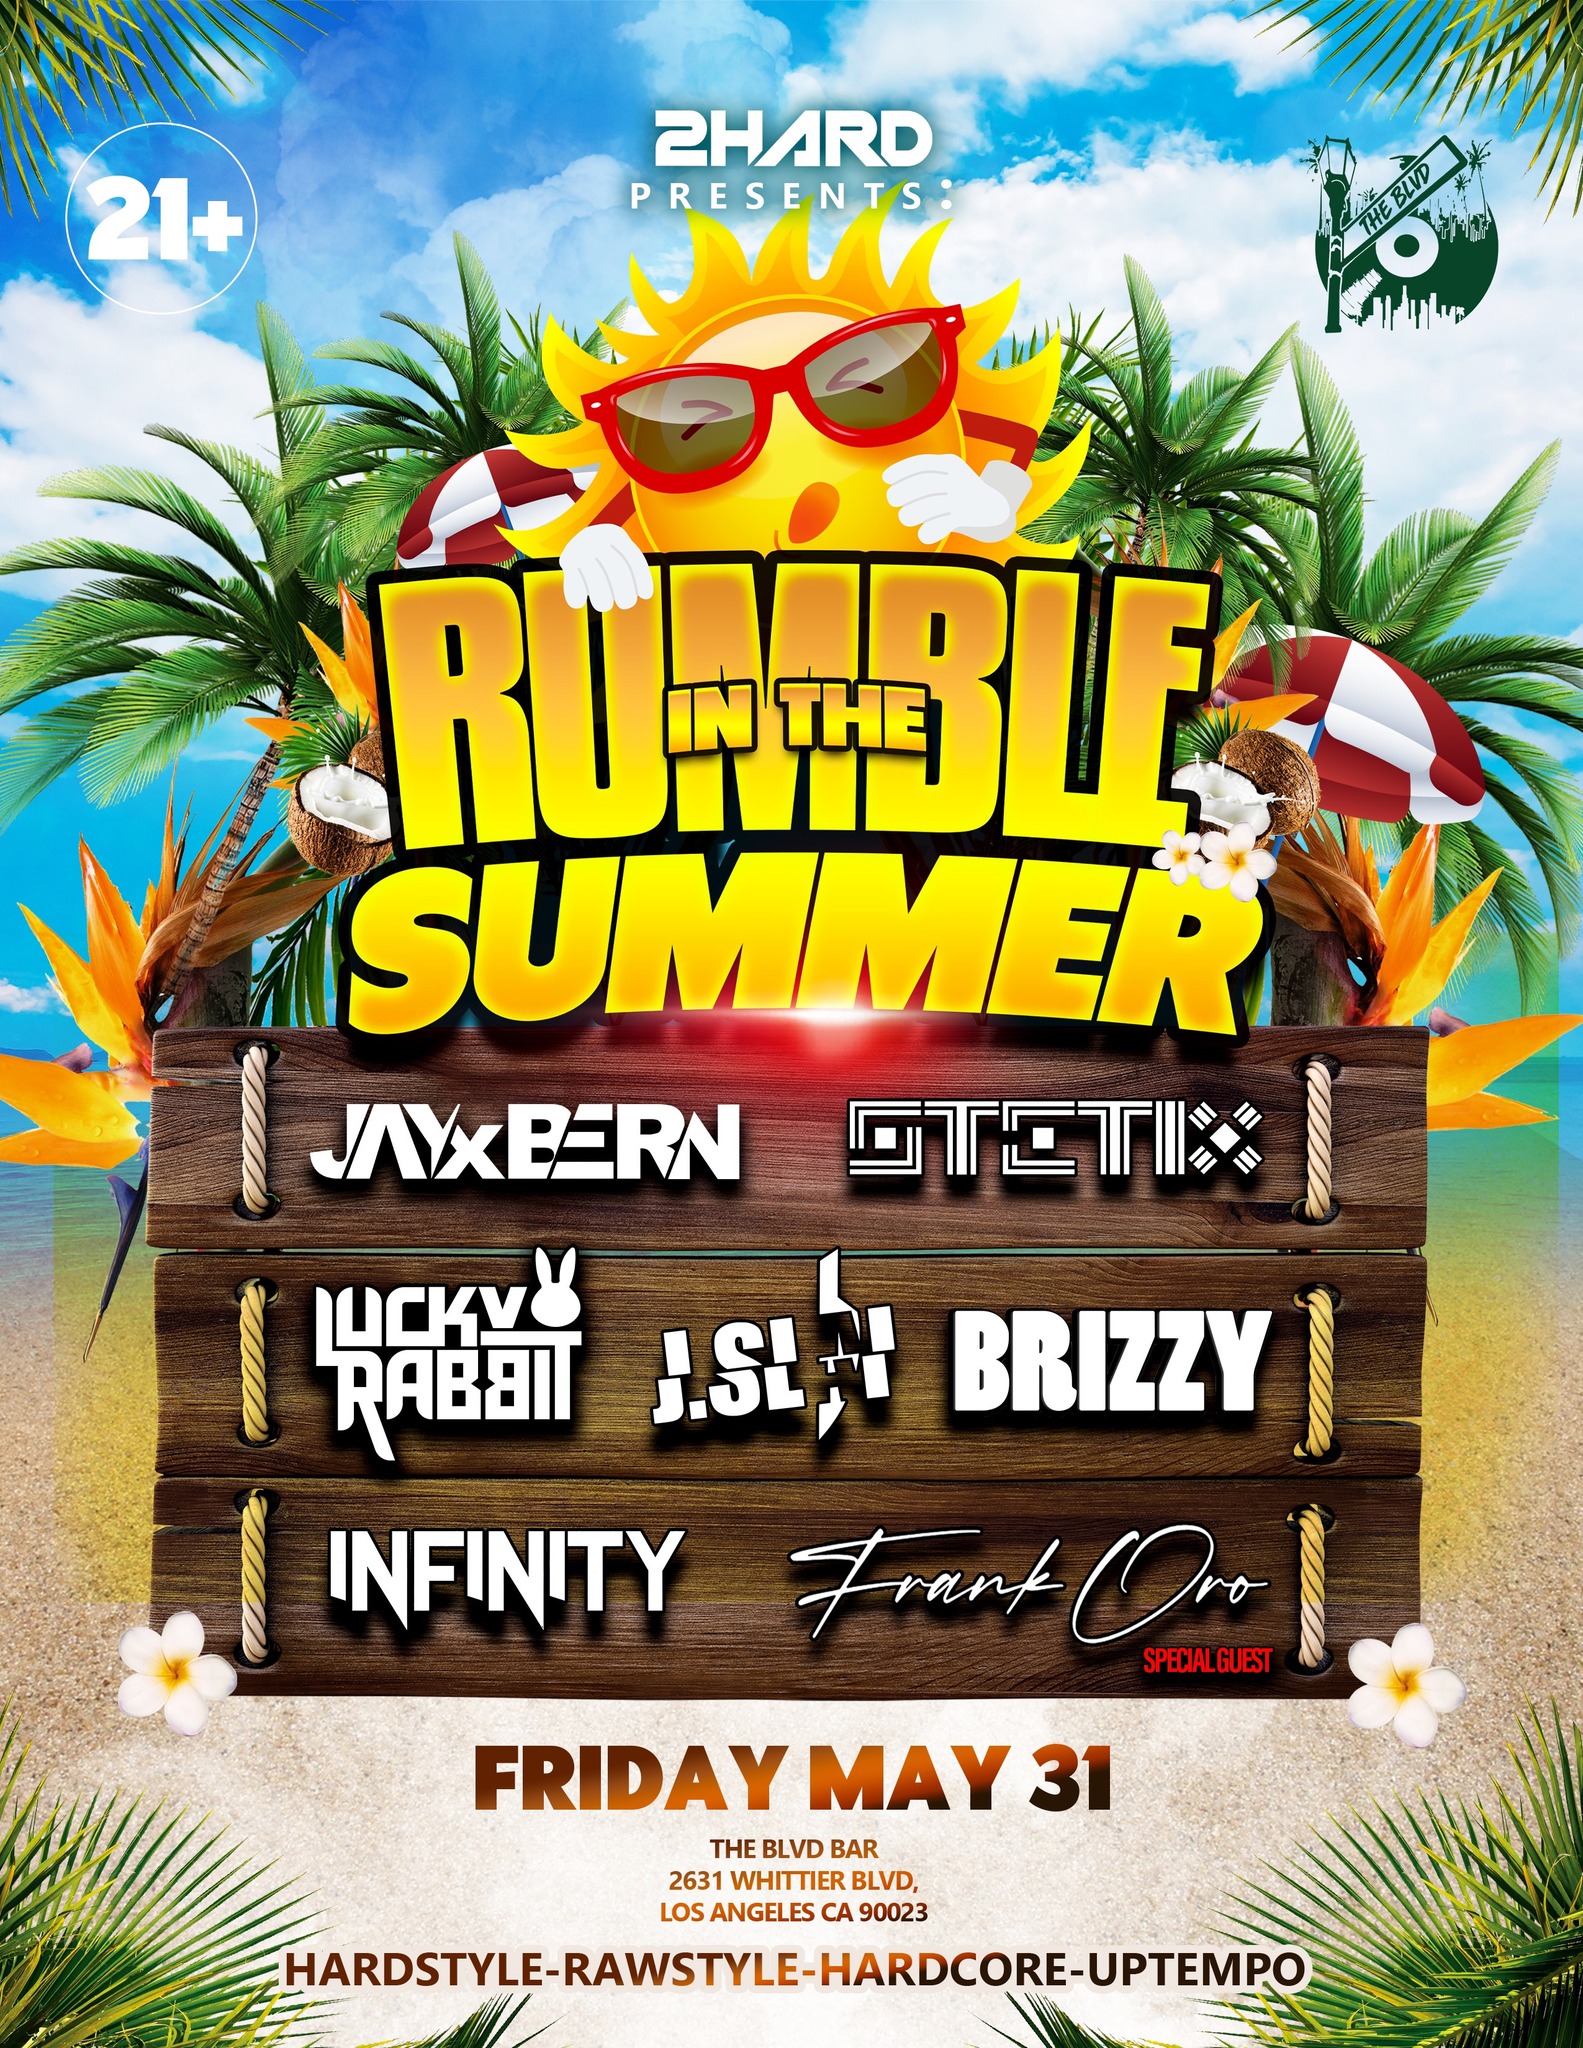 2HARD
PRESENTS:
21+
THE BLVD
RUMBLE
IN THE
SUMMER
JAYxBERN
STETIX
LUCKY
RABBIT
J.SLAY
BRIZZY
INFINITY
Frank Oro
SPECIAL GUEST
FRIDAY MAY 31
THE BLVD BAR
2631 WHITTIER BLVD,
LOS ANGELES CA 90023
HARDSTYLE-RAWSTYLE-HARDCORE-UPTEMPO